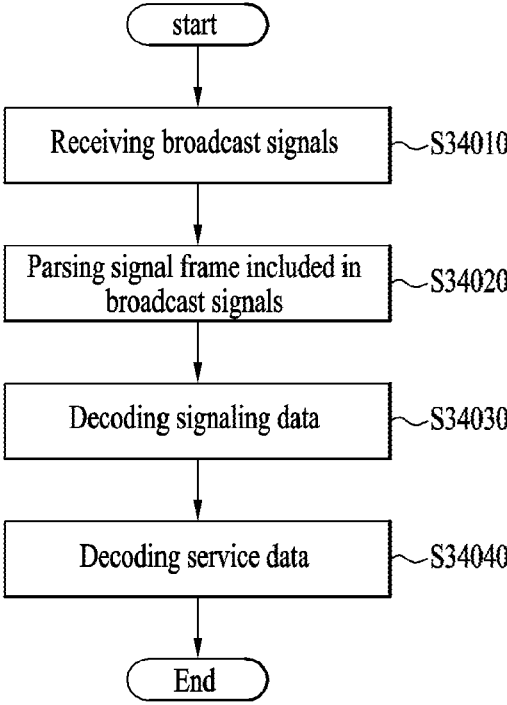 start
Receiving broadcast signals
S34010
Parsing signal frame included in
broadcast signals
S34020
Decoding signaling data
S34030
Decoding service data
S34040
End